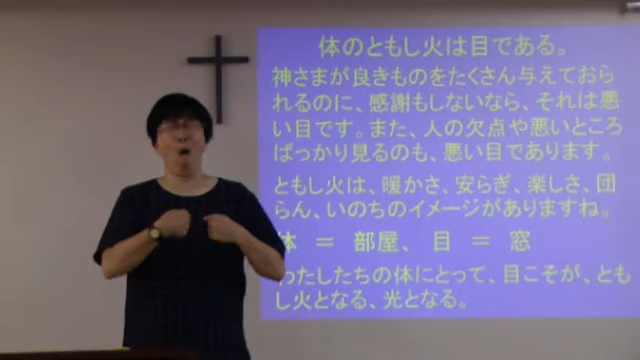 体のともし火は目である。
神さまが良きものをたくさん与えておら
れるのに、感謝もしないなら、それは悪
い目です。また、人の欠点や悪いところ
ばっかり見るのも、悪い目であります。
ともし火は、暖かさ、安らぎ、楽しさ、団
らん、いのちのイメージがありますね。
体 ＝ 部屋、 目 ＝ 窓
わたしたちの体にとって、目こそが、とも
し火となる、光となる。